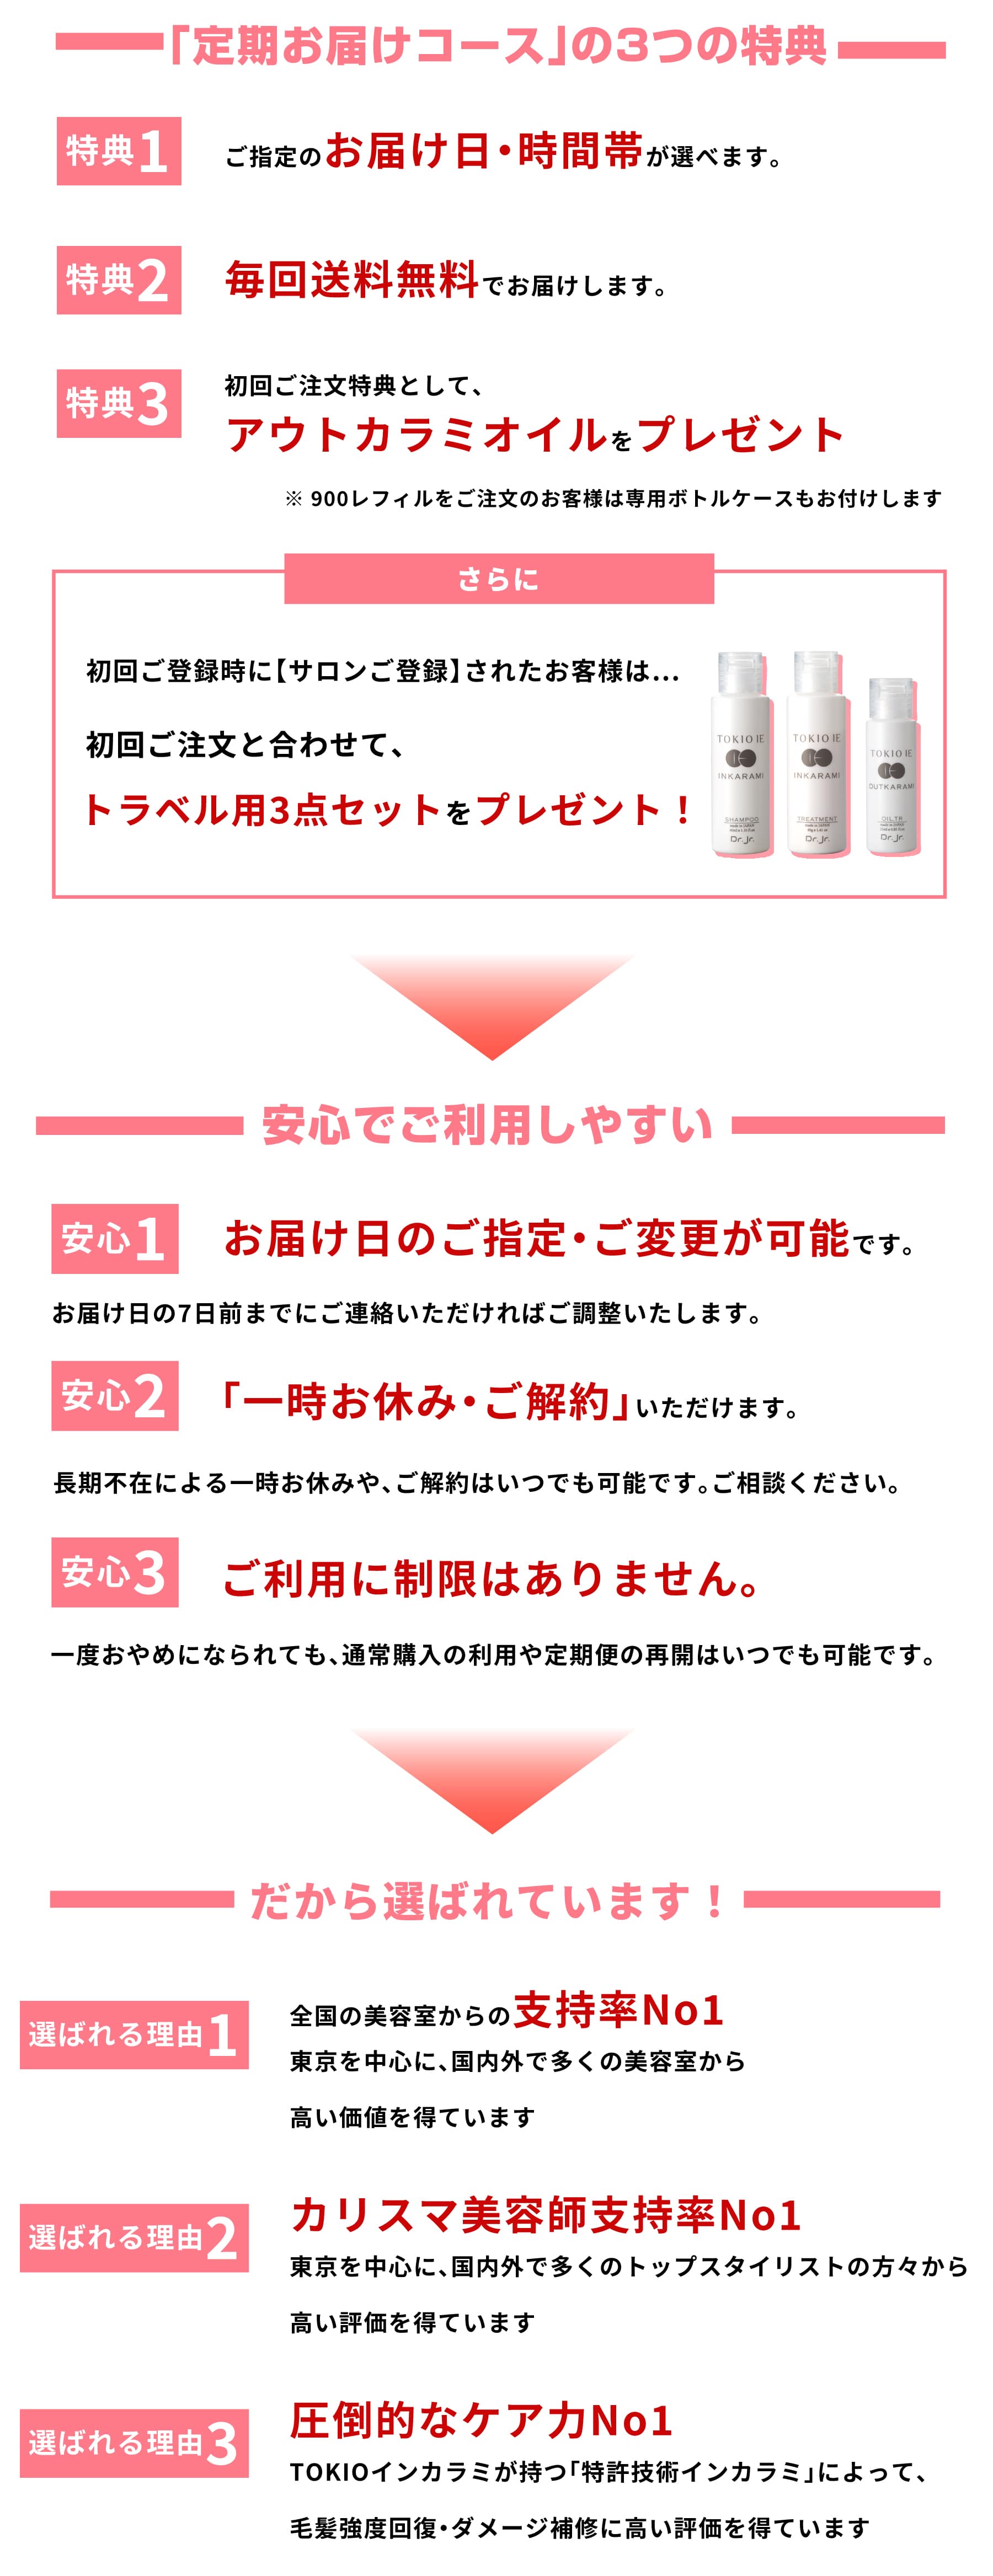 「定期お届けコース」の3つの特典
特典1
ご指定のお届け日・時間帯が選べます。
特典2
毎回送料無料でお届けします。
特典3
初回ご注文特典として、
アウトカラミオイルをプレゼント
※ 900レフィルをご注文のお客様は専用ボトルケースもお付けします
さらに
初回ご登録時に【サロンご登録】されたお客様は...
初回ご注文と合わせて、
トラベル用3点セットをプレゼント！
TOKIO IE
INKARAMI
SHAMPOO
Dr.Jr.
TOKIO IE
INKARAMI
TREATMENT
Dr.Jr.
TOKIO IE
OUTKARAMI
OIL TR
Dr.Jr.
安心でご利用しやすい
安心1
お届け日のご指定・ご変更が可能です。
お届け日の7日前までにご連絡いただければご調整いたします。
安心2
「一時お休み・ご解約」いただけます。
長期不在による一時お休みや、ご解約はいつでも可能です。ご相談ください。
安心3
ご利用に制限はありません。
一度おやめになられても、通常購入の利用や定期便の再開はいつでも可能です。
だから選ばれています！
選ばれる理由1
全国の美容室からの支持率No1
東京を中心に、国内外で多くの美容室から
高い価値を得ています
選ばれる理由2
カリスマ美容師支持率No1
東京を中心に、国内外で多くのトップスタイリストの方々から
高い評価を得ています
選ばれる理由3
圧倒的なケア力No1
TOKIOインカラミが持つ「特許技術インカラミ」によって、
毛髪強度回復・ダメージ補修に高い評価を得ています